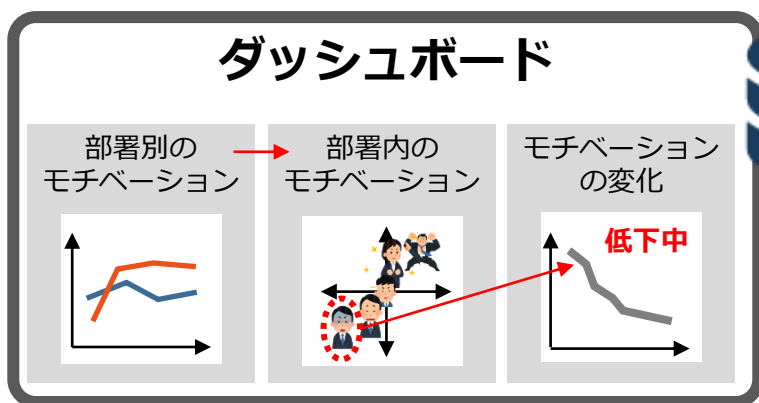 ダッシュボード
部署別の
モチベーション
部署内の
モチベーション
モチベーション
の変化
低下中